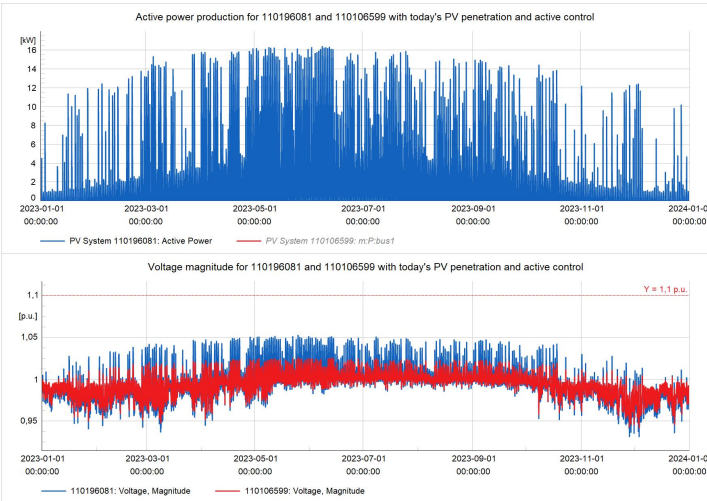 Active power production for 110196081 and 110106599 with today's PV penetration and active control
[kW]
16
14
12
10
8
6
4
2
0
2023-01-01 2023-03-01 2023-05-01 2023-07-01 2023-09-01 2023-11-01 2024-01-0
00:00:00 00:00:00 00:00:00 00:00:00 00:00:00 00:00:00 00:00:00
PV System 110196081: Active Power PV System 110106599: m:P:bus1
Voltage magnitude for 110196081 and 110106599 with today's PV penetration and active control
Y = 1,1 p.u.
1,1
[p.u.]
1,05
1
0,95
2023-01-01 2023-03-01 2023-05-01 2023-07-01 2023-09-01 2023-11-01 2024-01-0
00:00:00 00:00:00 00:00:00 00:00:00 00:00:00 00:00:00 00:00:00
110196081: Voltage, Magnitude 110106599: Voltage, Magnitude